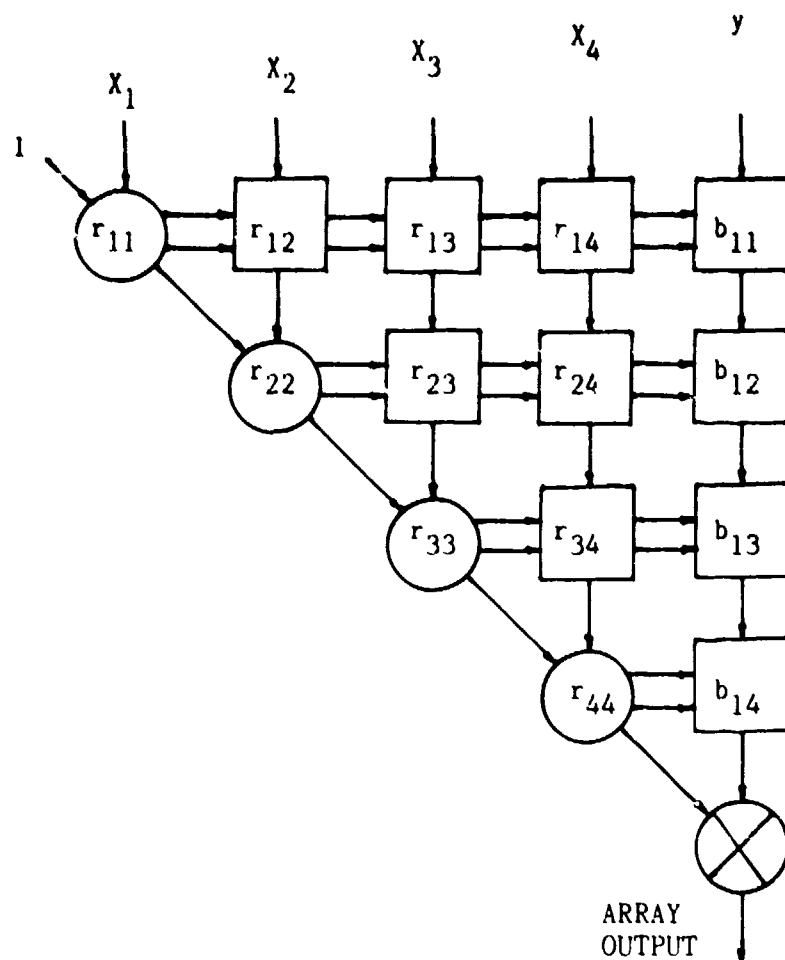 X1 X2 X3 X4 y
1
r11 r12 r13 r14 b11
r22 r23 r24 b12
r33 r34 b13
r44 b14
ARRAY
OUTPUT